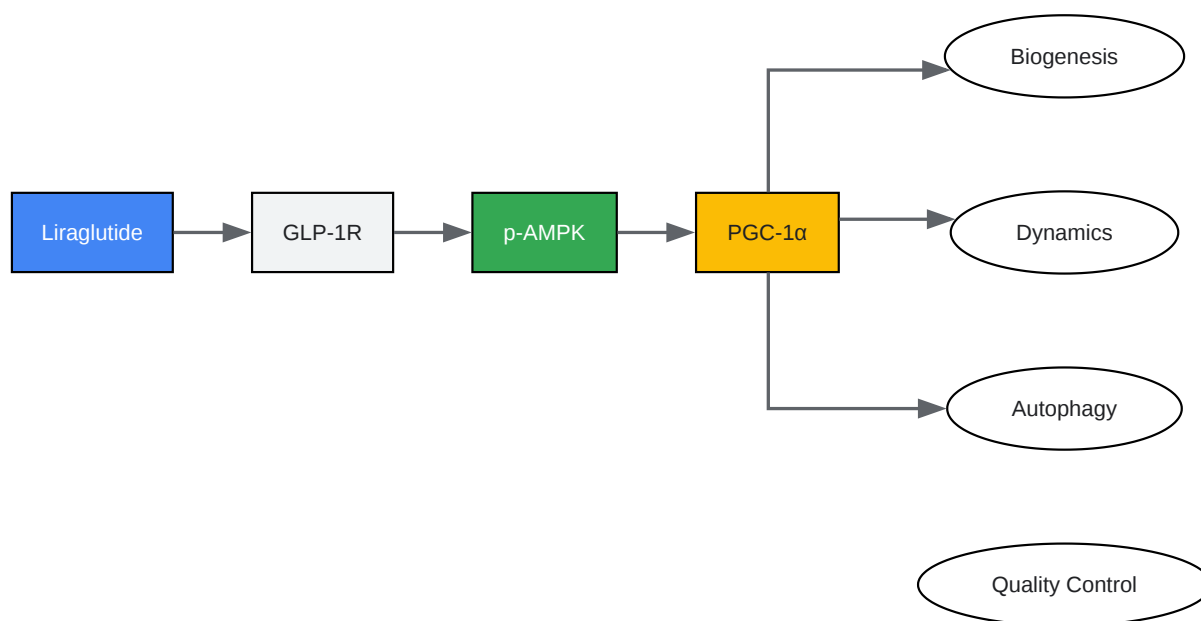 Biogenesis
Liraglutide
GLP-1R
p-AMPK
PGC-1α
Dynamics
Autophagy
Quality Control